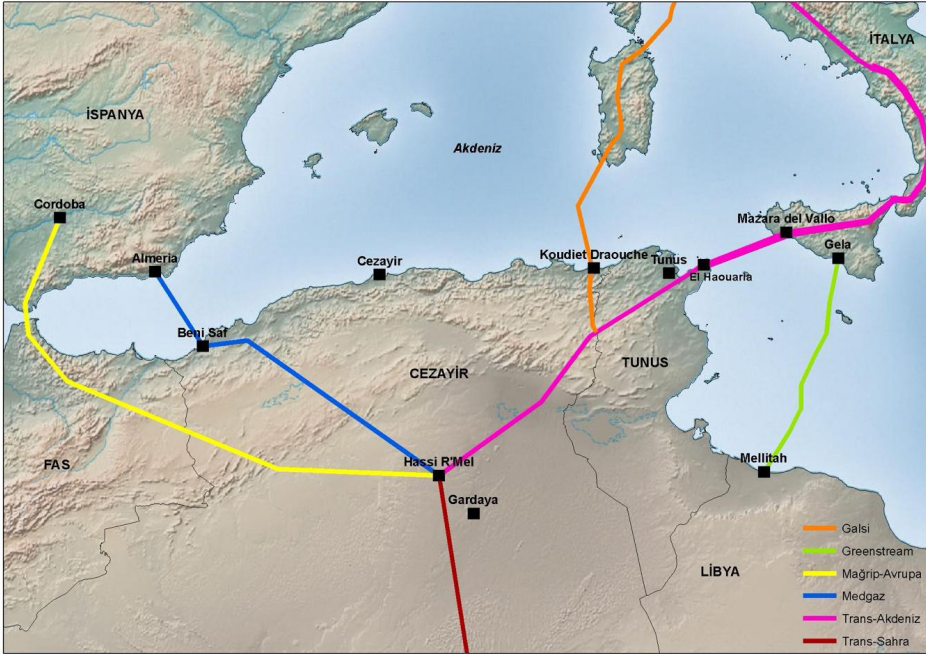 İTALYA
İSPANYA
Akdeniz
Cordoba
Mazara del Vallo
Almeria
Cezayir
Koudiet Draouche
Tunus
Gela
El Haouaria
Beni Saf
CEZAYİR
TUNUS
FAS
Hassi R'Mel
Mellitah
Gardaya
LİBYA
Galsi
Greenstream
Mağrip-Avrupa
Medgaz
Trans-Akdeniz
Trans-Sahra